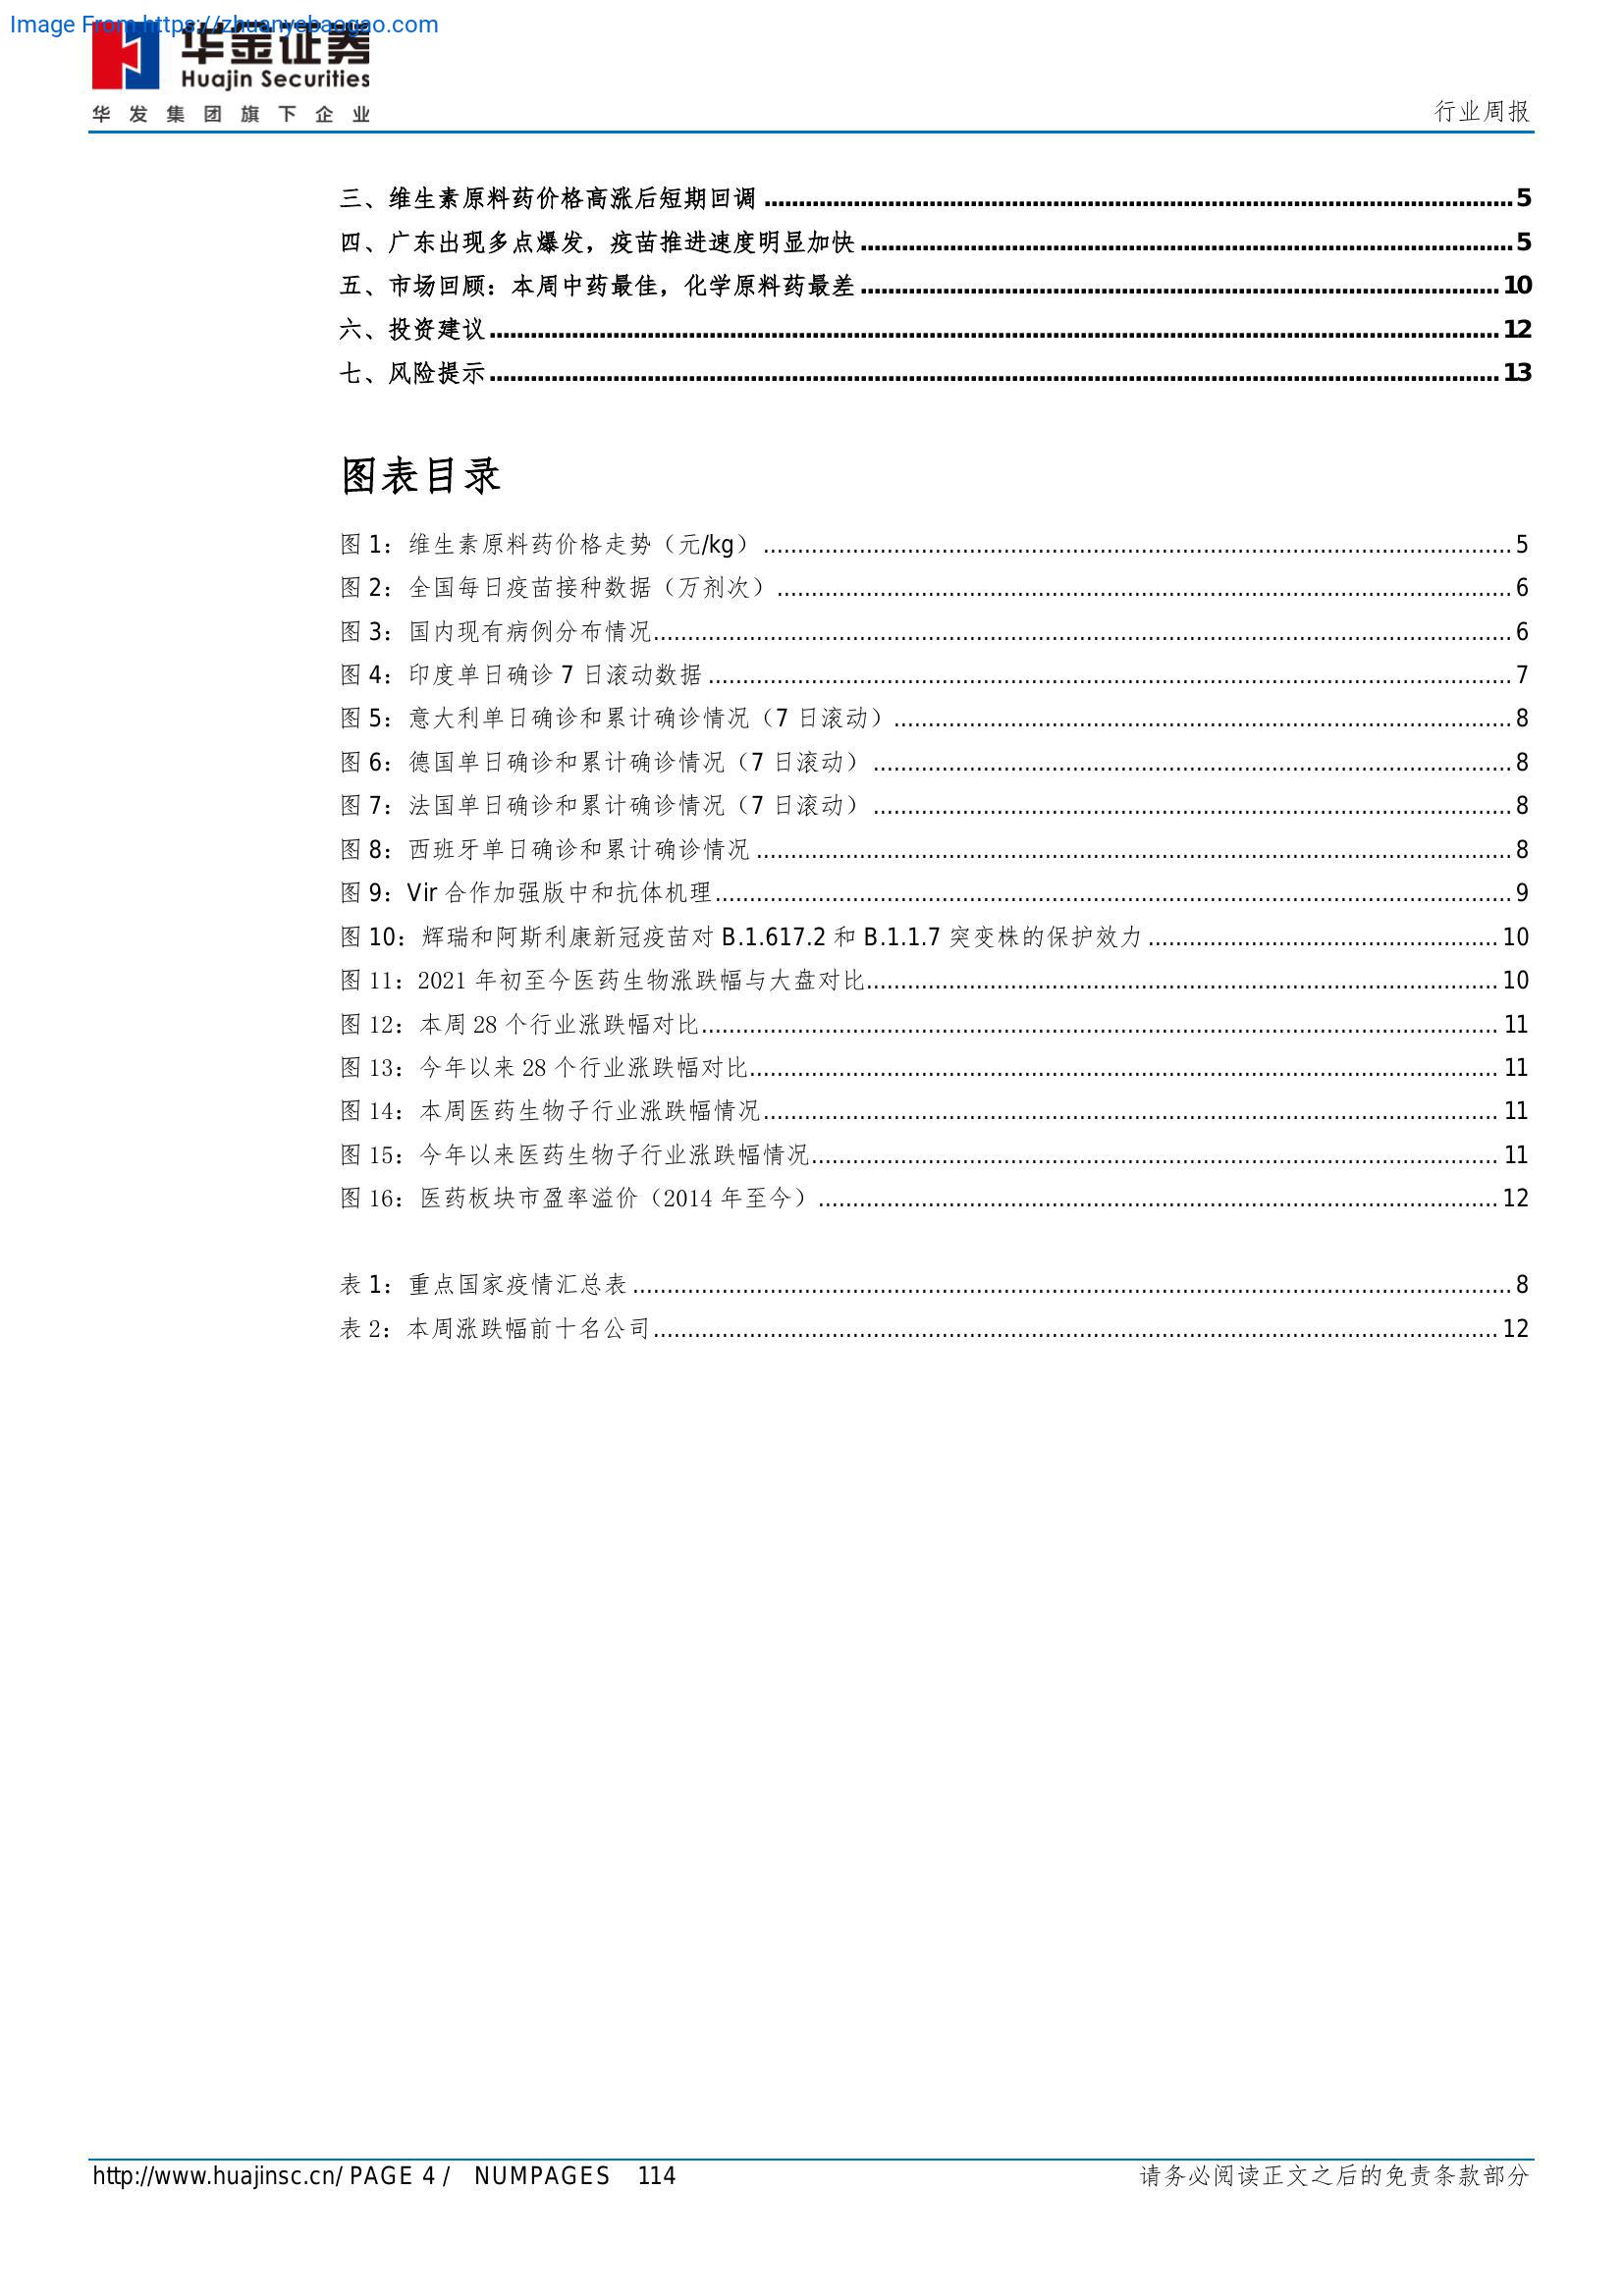 Image From https://zhuanyebaogao.com
华金证券
Huajin Securities
华发集团旗下企业
行业周报
三、维生素原料药价格高涨后短期回调 5
四、广东出现多点爆发，疫苗推进速度明显加快 5
五、市场回顾：本周中药最佳，化学原料药最差 10
六、投资建议 12
七、风险提示 13
图表目录
图 1：维生素原料药价格走势（元/kg） 5
图 2：全国每日疫苗接种数据（万剂次） 6
图 3：国内现有病例分布情况 6
图 4：印度单日确诊 7 日滚动数据 7
图 5：意大利单日确诊和累计确诊情况（7 日滚动） 8
图 6：德国单日确诊和累计确诊情况（7 日滚动） 8
图 7：法国单日确诊和累计确诊情况（7 日滚动） 8
图 8：西班牙单日确诊和累计确诊情况 8
图 9：Vir 合作加强版中和抗体机理 9
图 10：辉瑞和阿斯利康新冠疫苗对 B.1.617.2 和 B.1.1.7 突变株的保护效力 10
图 11：2021 年初至今医药生物涨跌幅与大盘对比 10
图 12：本周 28 个行业涨跌幅对比 11
图 13：今年以来 28 个行业涨跌幅对比 11
图 14：本周医药生物子行业涨跌幅情况 11
图 15：今年以来医药生物子行业涨跌幅情况 11
图 16：医药板块市盈率溢价（2014 年至今） 12
表 1：重点国家疫情汇总表 8
表 2：本周涨跌幅前十名公司 12
http://www.huajinsc.cn/ PAGE 4 / NUMPAGES 114
请务必阅读正文之后的免责条款部分